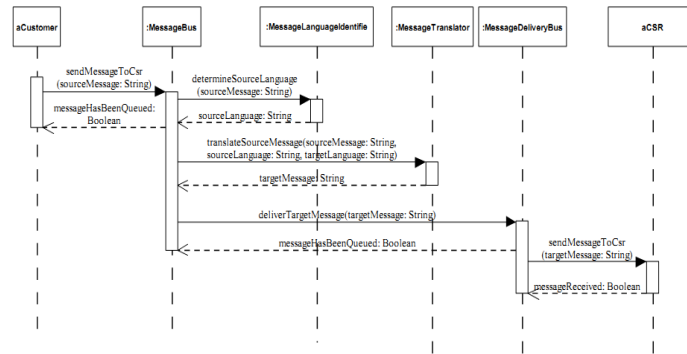 aCustomer
:MessageBus
:MessageLanguageIdentifie
:MessageTranslator
:MessageDeliveryBus
aCSR
sendMessageToCsr
(sourceMessage: String)
determineSourceLanguage
(sourceMessage: String)
messageHasBeenQueued:
Boolean
sourceLanguage: String
translateSourceMessage(sourceMessage: String,
sourceLanguage: String, targetLanguage: String)
targetMessage: String
deliverTargetMessage(targetMessage: String)
messageHasBeenQueued: Boolean
sendMessageToCsr
(targetMessage: String)
messageReceived: Boolean